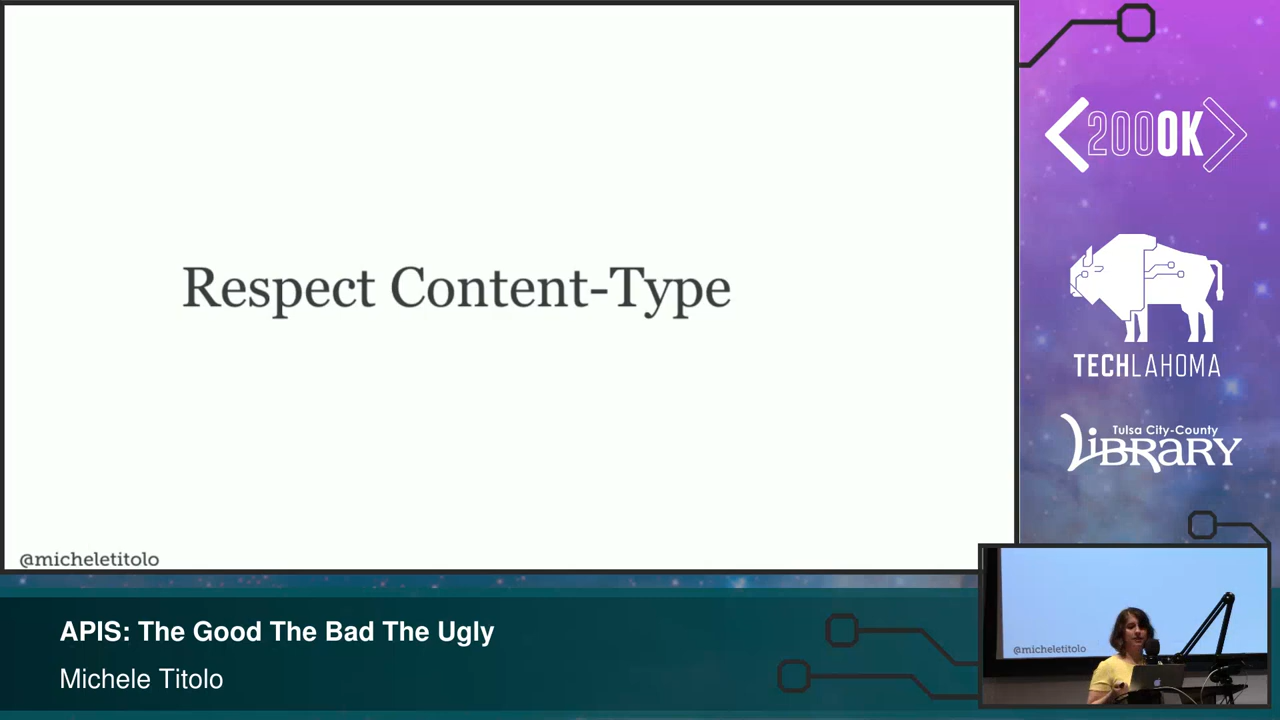 Respect Content-Type
@micheletitolo
200OK
TECHLAHOMA
Tulsa City-County
LiBRARY
APIS: The Good The Bad The Ugly
Michele Titolo
@micheletitolo